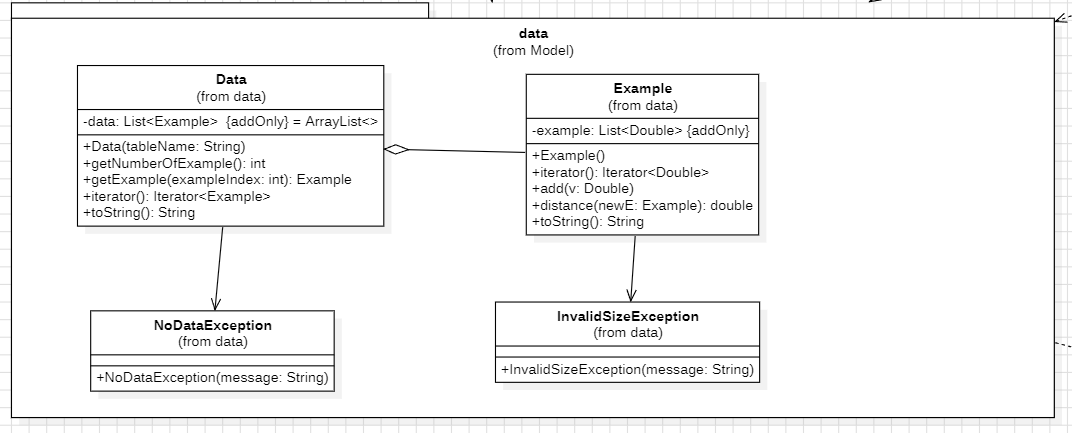 data
(from Model)
Data
(from data)
-data: List<Example>  {addOnly} = ArrayList<>
+Data(tableName: String)
+getNumberOfExample(): int
+getExample(exampleIndex: int): Example
+iterator(): Iterator<Example>
+toString(): String
Example
(from data)
-example: List<Double> {addOnly}
+Example()
+iterator(): Iterator<Double>
+add(v: Double)
+distance(newE: Example): double
+toString(): String
NoDataException
(from data)
+NoDataException(message: String)
InvalidSizeException
(from data)
+InvalidSizeException(message: String)